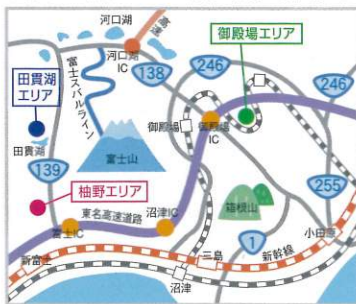 河口湖
高速
河口湖
IC
138
246
御殿場エリア
246
田貫湖
エリア
富士スバルライン
御殿場
御殿場
IC
富士山
田貫湖
139
箱根山
255
柚野エリア
東名高速道路
沼津IC
富士IC
1
小田原
新幹線
三島
新富士
沼津